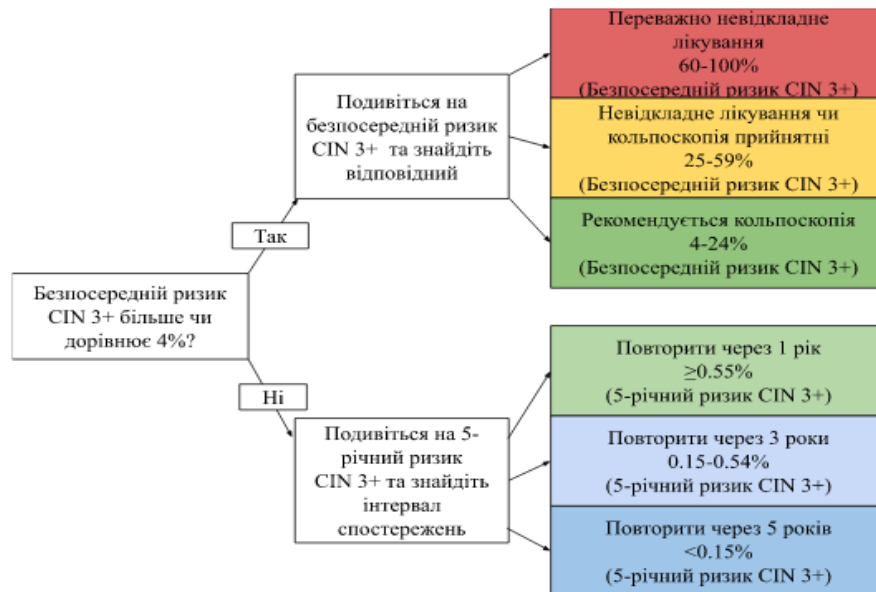 Безпосередній ризик
CIN 3+ більше чи
дорівнює 4%?
Так
Подивіться на
безпосередній ризик
CIN 3+ та знайдіть
відповідний
Переважно невідкладне
лікування
60-100%
(Безпосередній ризик CIN 3+)
Невідкладне лікування чи
кольпоскопія прийнятні
25-59%
(Безпосередній ризик CIN 3+)
Рекомендується кольпоскопія
4-24%
(Безпосередній ризик CIN 3+)
Ні
Подивіться на 5-
річний ризик
CIN 3+ та знайдіть
інтервал
спостережень
Повторити через 1 рік
≥0.55%
(5-річний ризик CIN 3+)
Повторити через 3 роки
0.15-0.54%
(5-річний ризик CIN 3+)
Повторити через 5 років
<0.15%
(5-річний ризик CIN 3+)